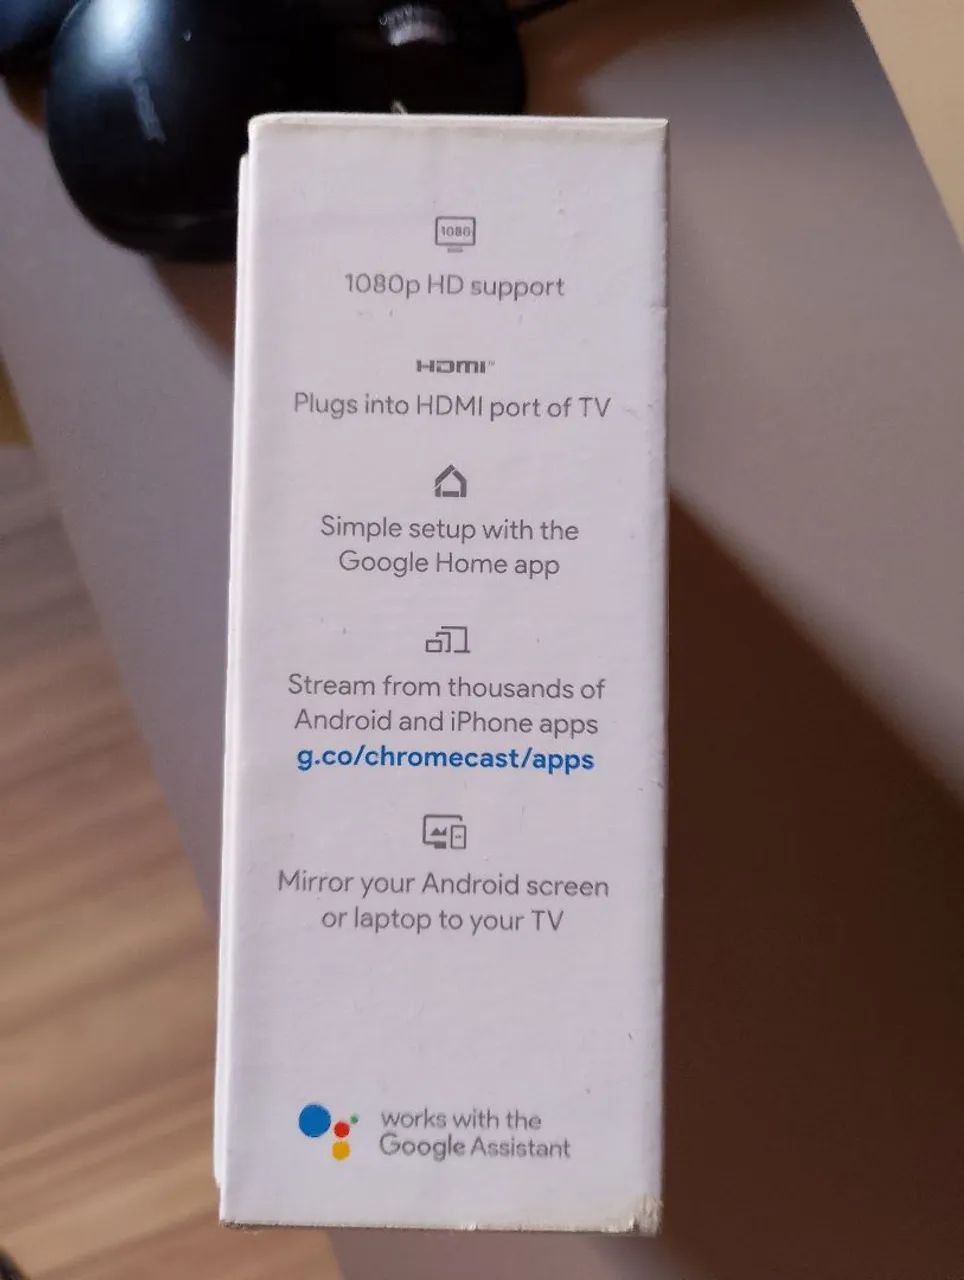 1080
1080p HD support
HDMI™
Plugs into HDMI port of TV
Simple setup with the
Google Home app
Stream from thousands of
Android and iPhone apps
g.co/chromecast/apps
Mirror your Android screen
or laptop to your TV
works with the
Google Assistant